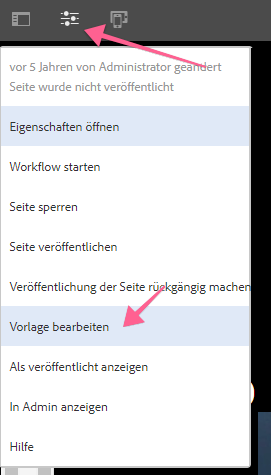 vor 5 Jahren von Administrator geändert
Seite wurde nicht veröffentlicht
Eigenschaften öffnen
Workflow starten
Seite sperren
Seite veröffentlichen
Veröffentlichung der Seite rückgängig machen
Vorlage bearbeiten
Als veröffentlicht anzeigen
In Admin anzeigen
Hilfe